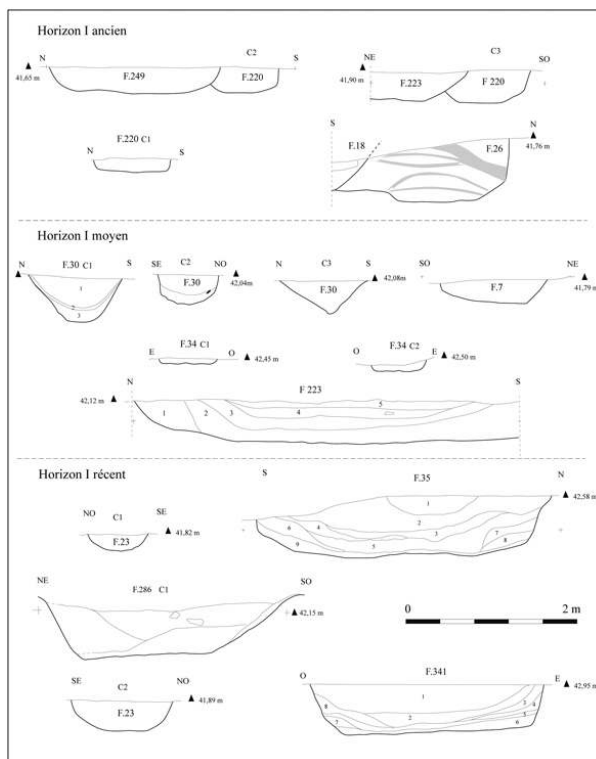 Horizon I ancien
C2
N S
41,65 m F.249 F.220
C3
NE SO
41,90 m F.223 F 220
F.220 C1
N S
S N
F.18 F.26
41,76 m
Horizon I moyen
N F.30 C1 S
1
2
3
SE C2 NO
F.30 42,04m
N C3 S
F.30 42,08m
SO NE
F.7 41,79 m
F.34 C1
E O
42,45 m
F.34 C2
O E
42,50 m
N F 223 S
42,12 m
1 2 3 4 5
Horizon I récent
S F.35 N
42,58 m
1
2
6 4 3 7
9 5 8
NO C1 SE
F.23 41,82 m
NE F.286 C1 SO
42,15 m
0 2 m
SE C2 NO
F.23 41,89 m
O F.341 E
42,95 m
1
8 3 4
7 2 5
6